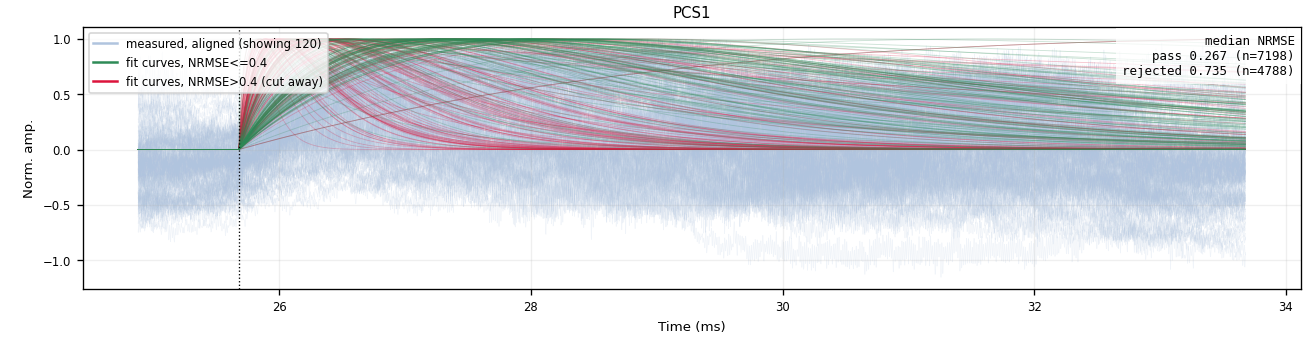 PCS1
measured, aligned (showing 120)
fit curves, NRMSE<=0.4
fit curves, NRMSE>0.4 (cut away)
median NRMSE
pass 0.267 (n=7198)
rejected 0.735 (n=4788)
Norm. amp.
1.0
0.5
0.0
−0.5
−1.0
26
28
30
32
34
Time (ms)